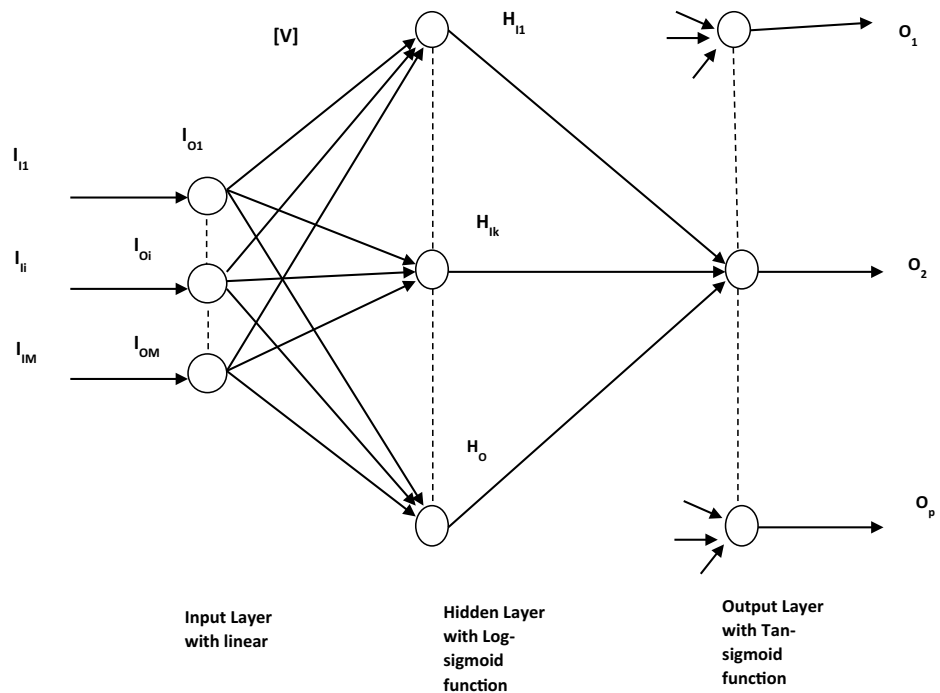 [V]
H_I1
O_1
I_O1
I_I1
H_Ik
I_Ii
I_Oi
O_2
I_IM
I_OM
H_O
O_p
Input Layer
with linear
Hidden Layer
with Log-
sigmoid
function
Output Layer
with Tan-
sigmoid
function